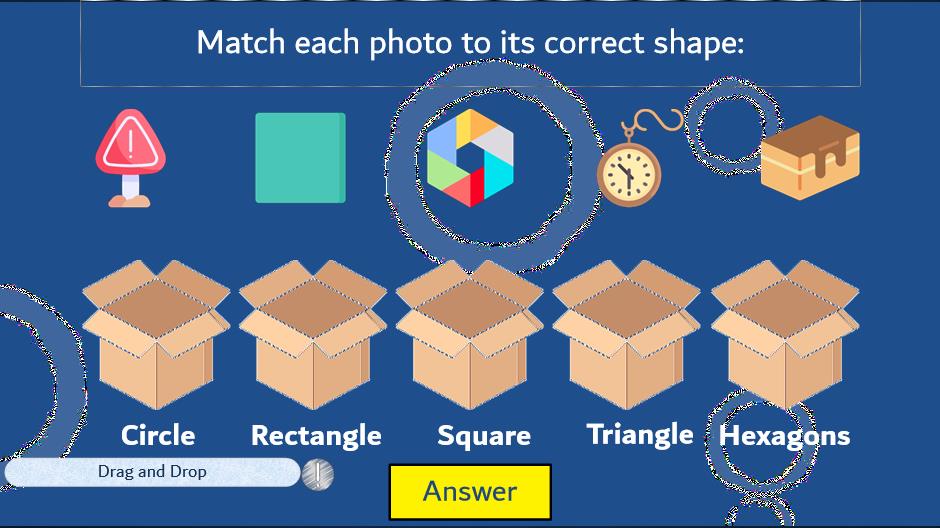 Match each photo to its correct shape:
Circle
Rectangle
Square
Triangle
Hexagons
Drag and Drop
Answer